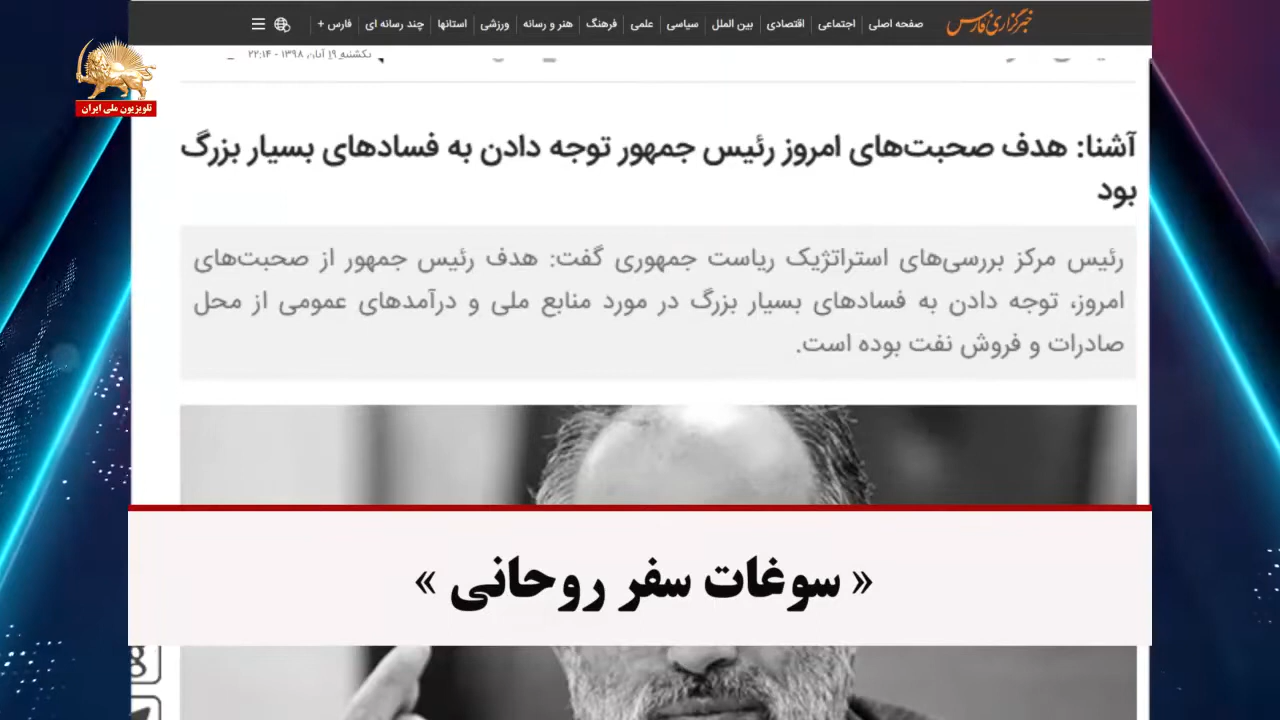 خبرگزاری فارس
صفحه اصلی | اجتماعی | اقتصادی | بین الملل | سیاسی | علمی | فرهنگ | هنر و رسانه | ورزشی | استانها | چند رسانه ای | فارس +
یکشنبه ۱۹ آبان ۱۳۹۸ - ۲۲:۱۴
تلویزیون ملی ایران
آشنا: هدف صحبت‌های امروز رئیس جمهور توجه دادن به فسادهای بسیار بزرگ
بود
رئیس مرکز بررسی‌های استراتژیک ریاست جمهوری گفت: هدف رئیس جمهور از صحبت‌های
امروز، توجه دادن به فسادهای بسیار بزرگ در مورد منابع ملی و درآمدهای عمومی از محل
صادرات و فروش نفت بوده است.
« سوغات سفر روحانی »